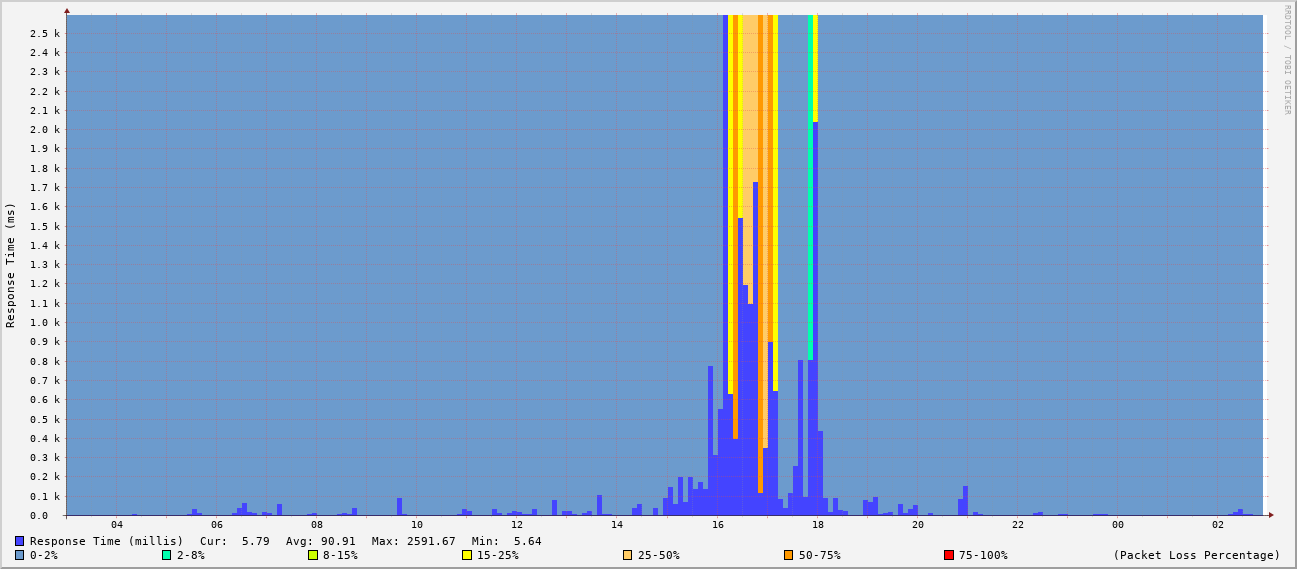 RRDTOOL / TOBI OETIKER
Response Time (ms)
2.5 k
2.4 k
2.3 k
2.2 k
2.1 k
2.0 k
1.9 k
1.8 k
1.7 k
1.6 k
1.5 k
1.4 k
1.3 k
1.2 k
1.1 k
1.0 k
0.9 k
0.8 k
0.7 k
0.6 k
0.5 k
0.4 k
0.3 k
0.2 k
0.1 k
0.0
04 06 08 10 12 14 16 18 20 22 00 02
Response Time (millis) Cur: 5.79 Avg: 90.91 Max: 2591.67 Min: 5.64
0-2% 2-8% 8-15% 15-25% 25-50% 50-75% 75-100% (Packet Loss Percentage)